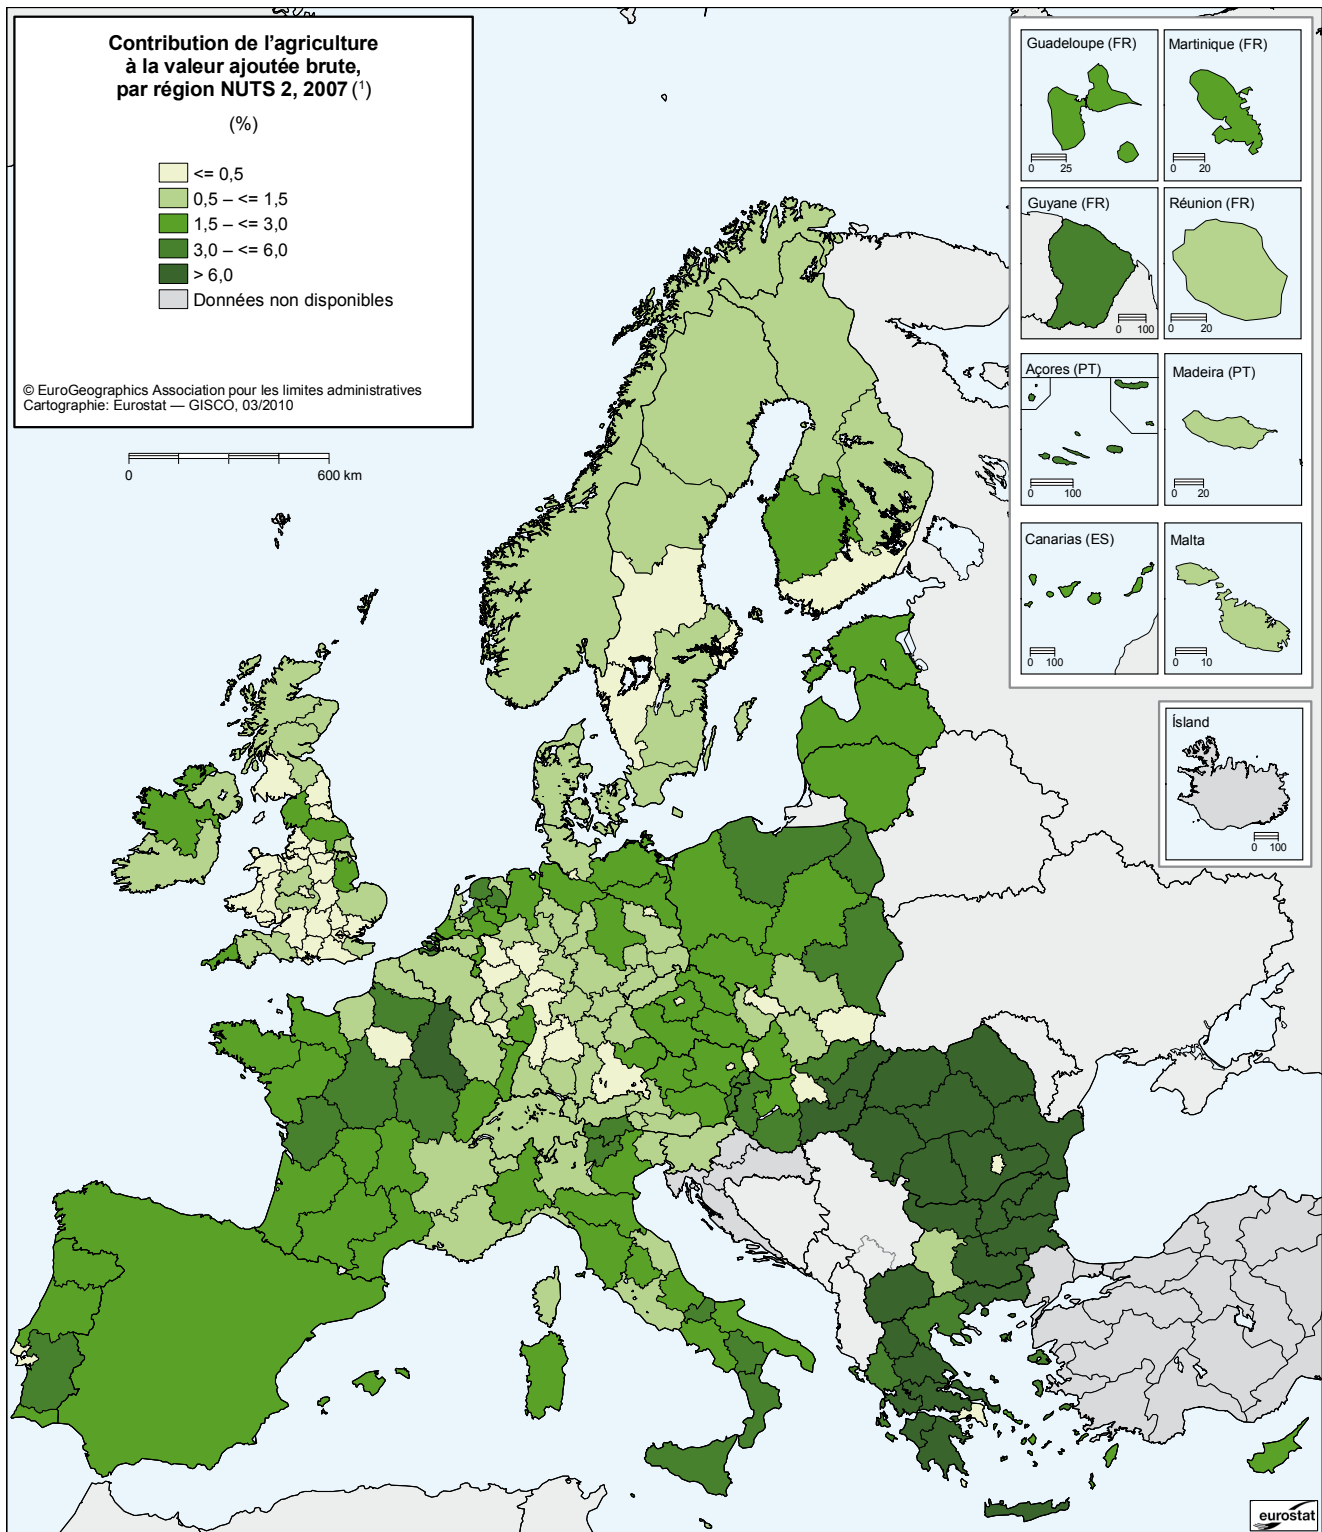 Contribution de l’agriculture
à la valeur ajoutée brute,
par région NUTS 2, 2007 (¹)
(%)
<= 0,5
0,5 – <= 1,5
1,5 – <= 3,0
3,0 – <= 6,0
> 6,0
Données non disponibles
© EuroGeographics Association pour les limites administratives
Cartographie: Eurostat — GISCO, 03/2010
0 600 km
Guadeloupe (FR)
0 25
Martinique (FR)
0 20
Guyane (FR)
0 100
Réunion (FR)
0 20
Açores (PT)
0 100
Madeira (PT)
0 20
Canarias (ES)
0 100
Malta
0 10
Ísland
0 100
eurostat